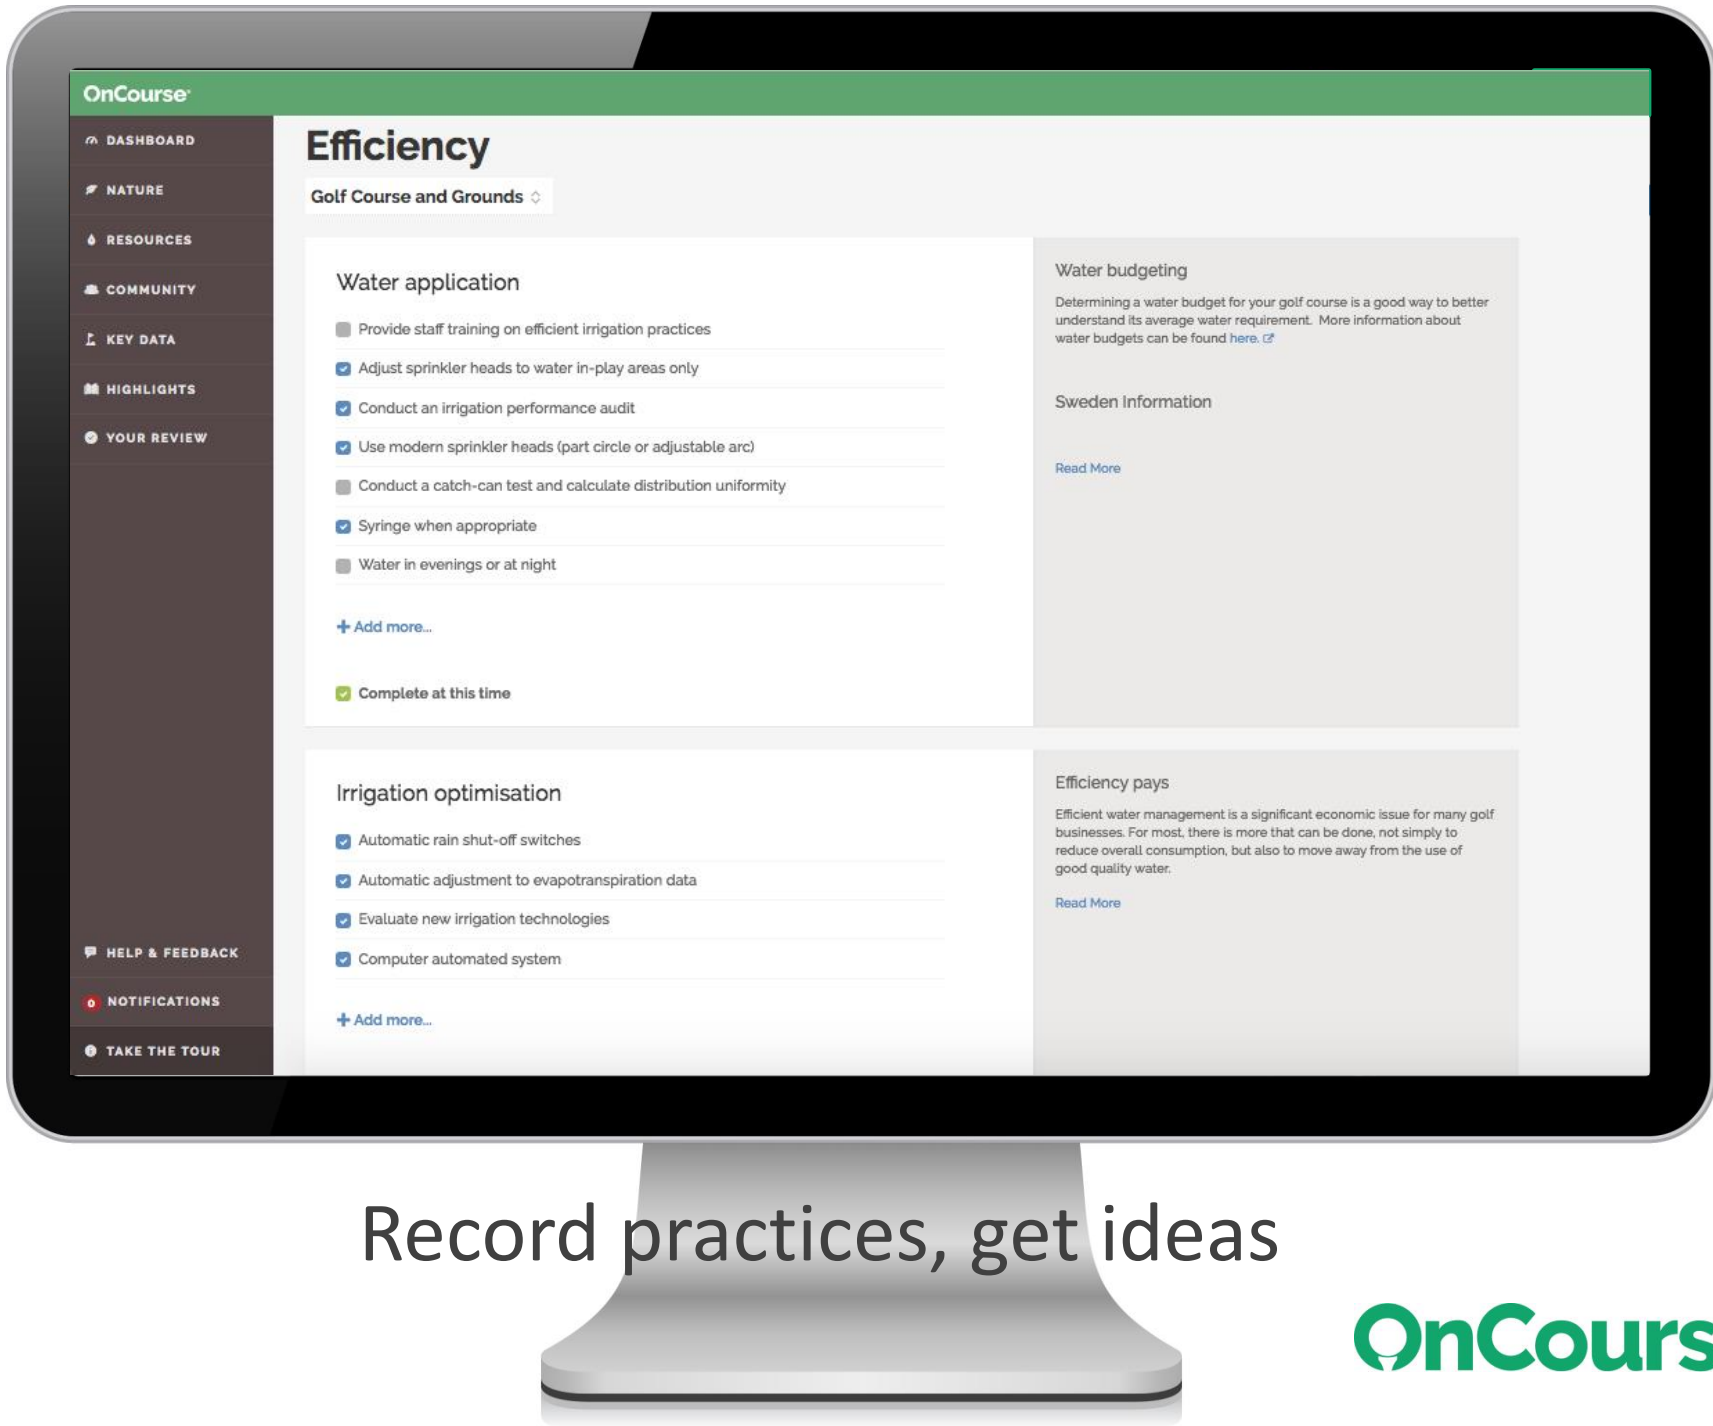 OnCourse
DASHBOARD
NATURE
RESOURCES
COMMUNITY
KEY DATA
HIGHLIGHTS
YOUR REVIEW
HELP & FEEDBACK
0 NOTIFICATIONS
TAKE THE TOUR
Efficiency
Golf Course and Grounds
Water application
Provide staff training on efficient irrigation practices
Adjust sprinkler heads to water in-play areas only
Conduct an irrigation performance audit
Use modern sprinkler heads (part circle or adjustable arc)
Conduct a catch-can test and calculate distribution uniformity
Syringe when appropriate
Water in evenings or at night
+ Add more...
Complete at this time
Water budgeting
Determining a water budget for your golf course is a good way to better
understand its average water requirement. More information about
water budgets can be found here.
Sweden Information
Read More
Irrigation optimisation
Automatic rain shut-off switches
Automatic adjustment to evapotranspiration data
Evaluate new irrigation technologies
Computer automated system
+ Add more...
Efficiency pays
Efficient water management is a significant economic issue for many golf
businesses. For most, there is more that can be done, not simply to
reduce overall consumption, but also to move away from the use of
good quality water.
Read More
Record practices, get ideas
OnCours